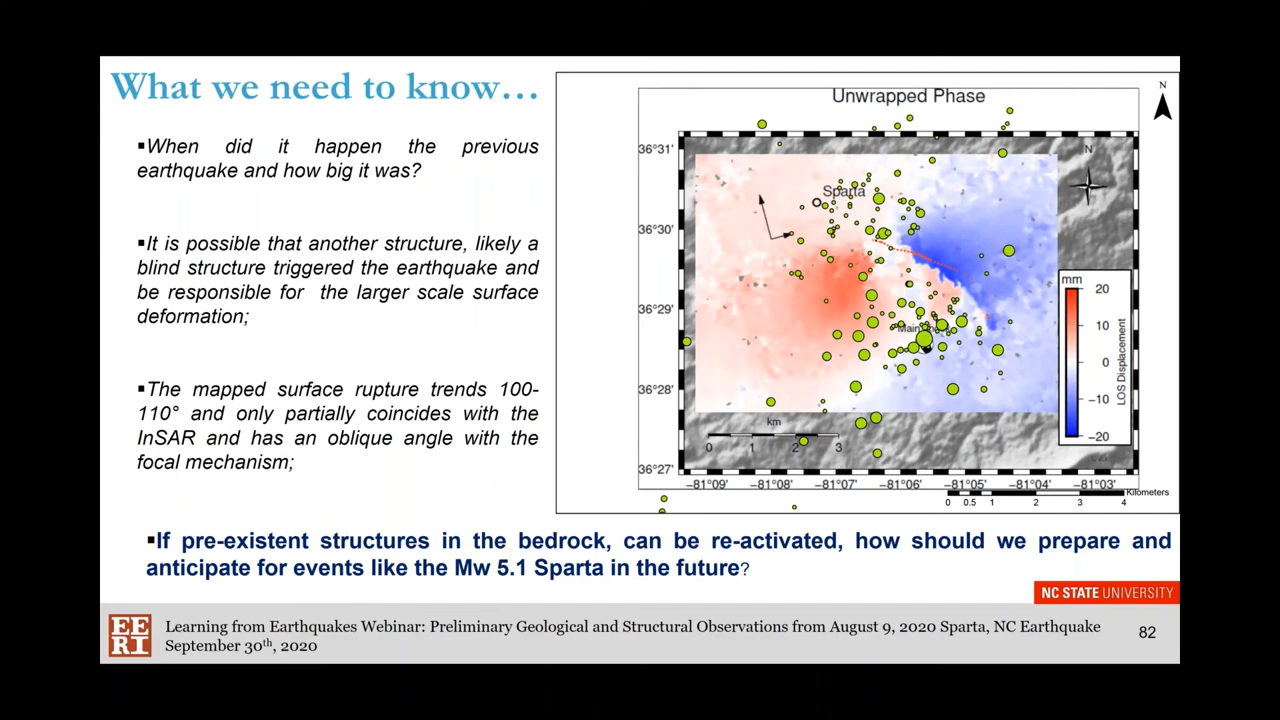 What we need to know…
▪When did it happen the previous
earthquake and how big it was?
▪It is possible that another structure, likely a
blind structure triggered the earthquake and
be responsible for the larger scale surface
deformation;
▪The mapped surface rupture trends 100-
110° and only partially coincides with the
InSAR and has an oblique angle with the
focal mechanism;
Unwrapped Phase
N
N
36°31'
36°30'
36°29'
36°28'
36°27'
Sparta
km
0 1 2 3
−81°09' −81°08' −81°07' −81°06' −81°05' −81°04' −81°03'
mm
20
10
0
−10
−20
LOS Displacement
Kilometers
0 0.5 1 2 3 4
▪If pre-existent structures in the bedrock, can be re-activated, how should we prepare and
anticipate for events like the Mw 5.1 Sparta in the future?
NC STATE UNIVERSITY
EE
RI
Learning from Earthquakes Webinar: Preliminary Geological and Structural Observations from August 9, 2020 Sparta, NC Earthquake
September 30th, 2020
82